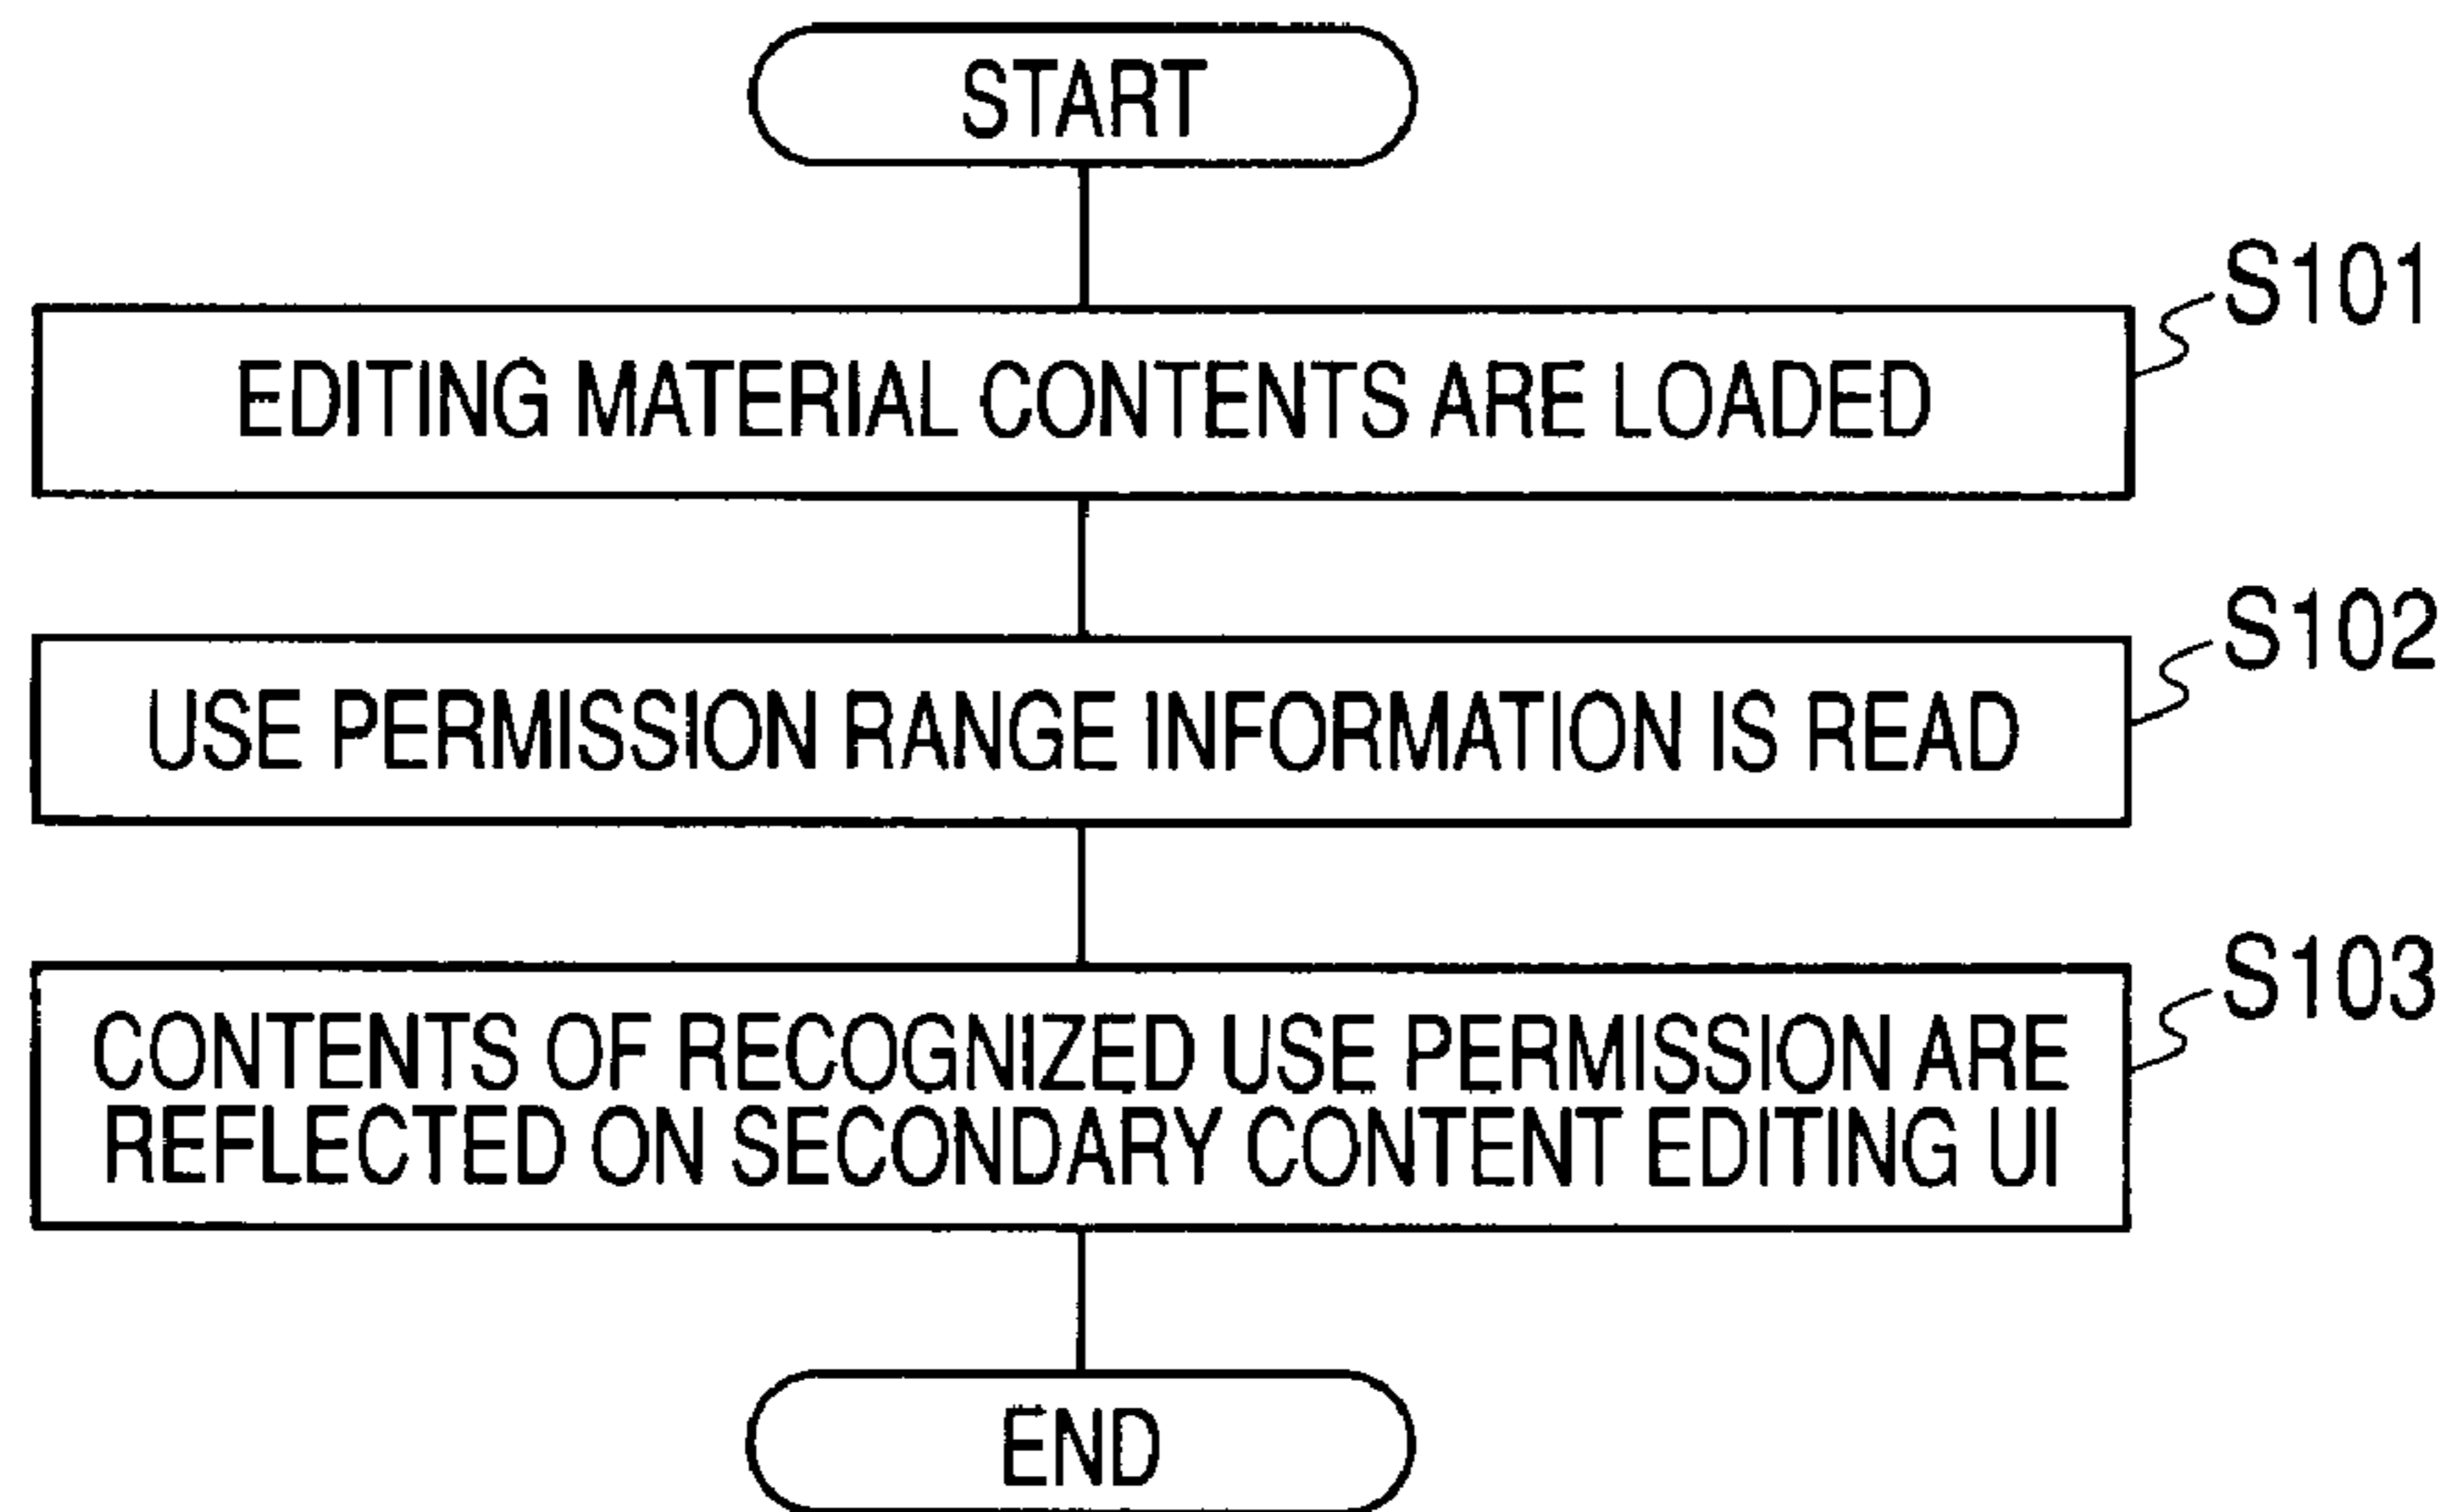 START
S101
EDITING MATERIAL CONTENTS ARE LOADED
S102
USE PERMISSION RANGE INFORMATION IS READ
S103
CONTENTS OF RECOGNIZED USE PERMISSION ARE
REFLECTED ON SECONDARY CONTENT EDITING UI
END